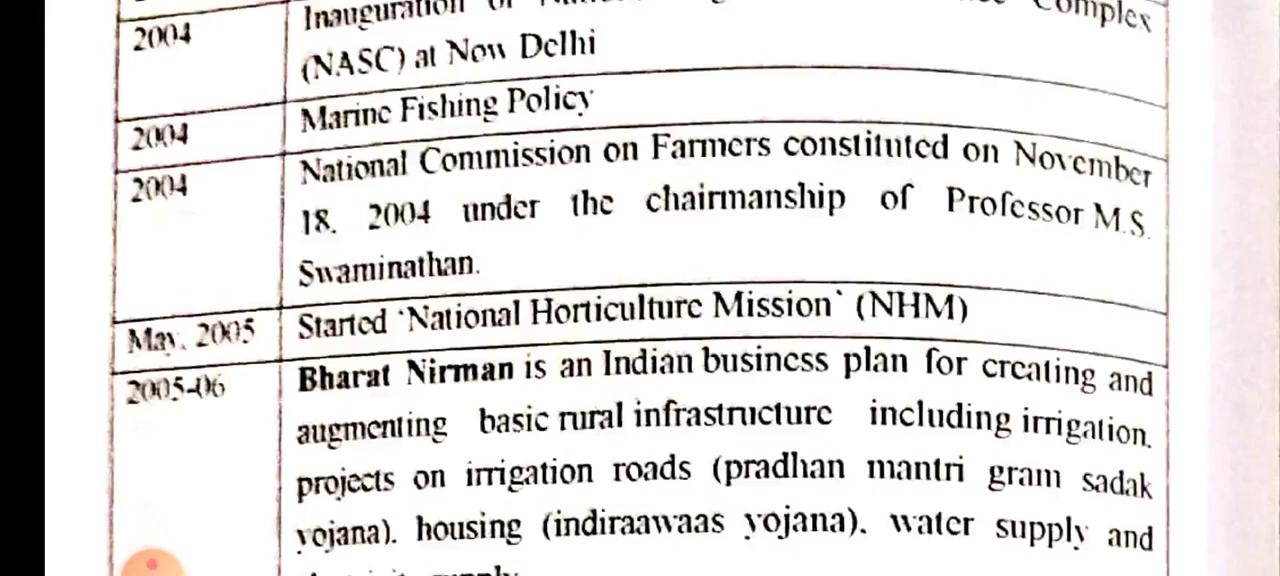 2004
Inauguration
Complex
(NASC) at New Delhi
2004
Marine Fishing Policy
2004
National Commission on Farmers constituted on November
18, 2004 under the chairmanship of Professor M.S.
Swaminathan.
May, 2005
Started 'National Horticulture Mission' (NHM)
2005-06
Bharat Nirman is an Indian business plan for creating and
augmenting basic rural infrastructure including irrigation,
projects on irrigation roads (pradhan mantri gram sadak
yojana), housing (indiraawaas yojana), water supply and